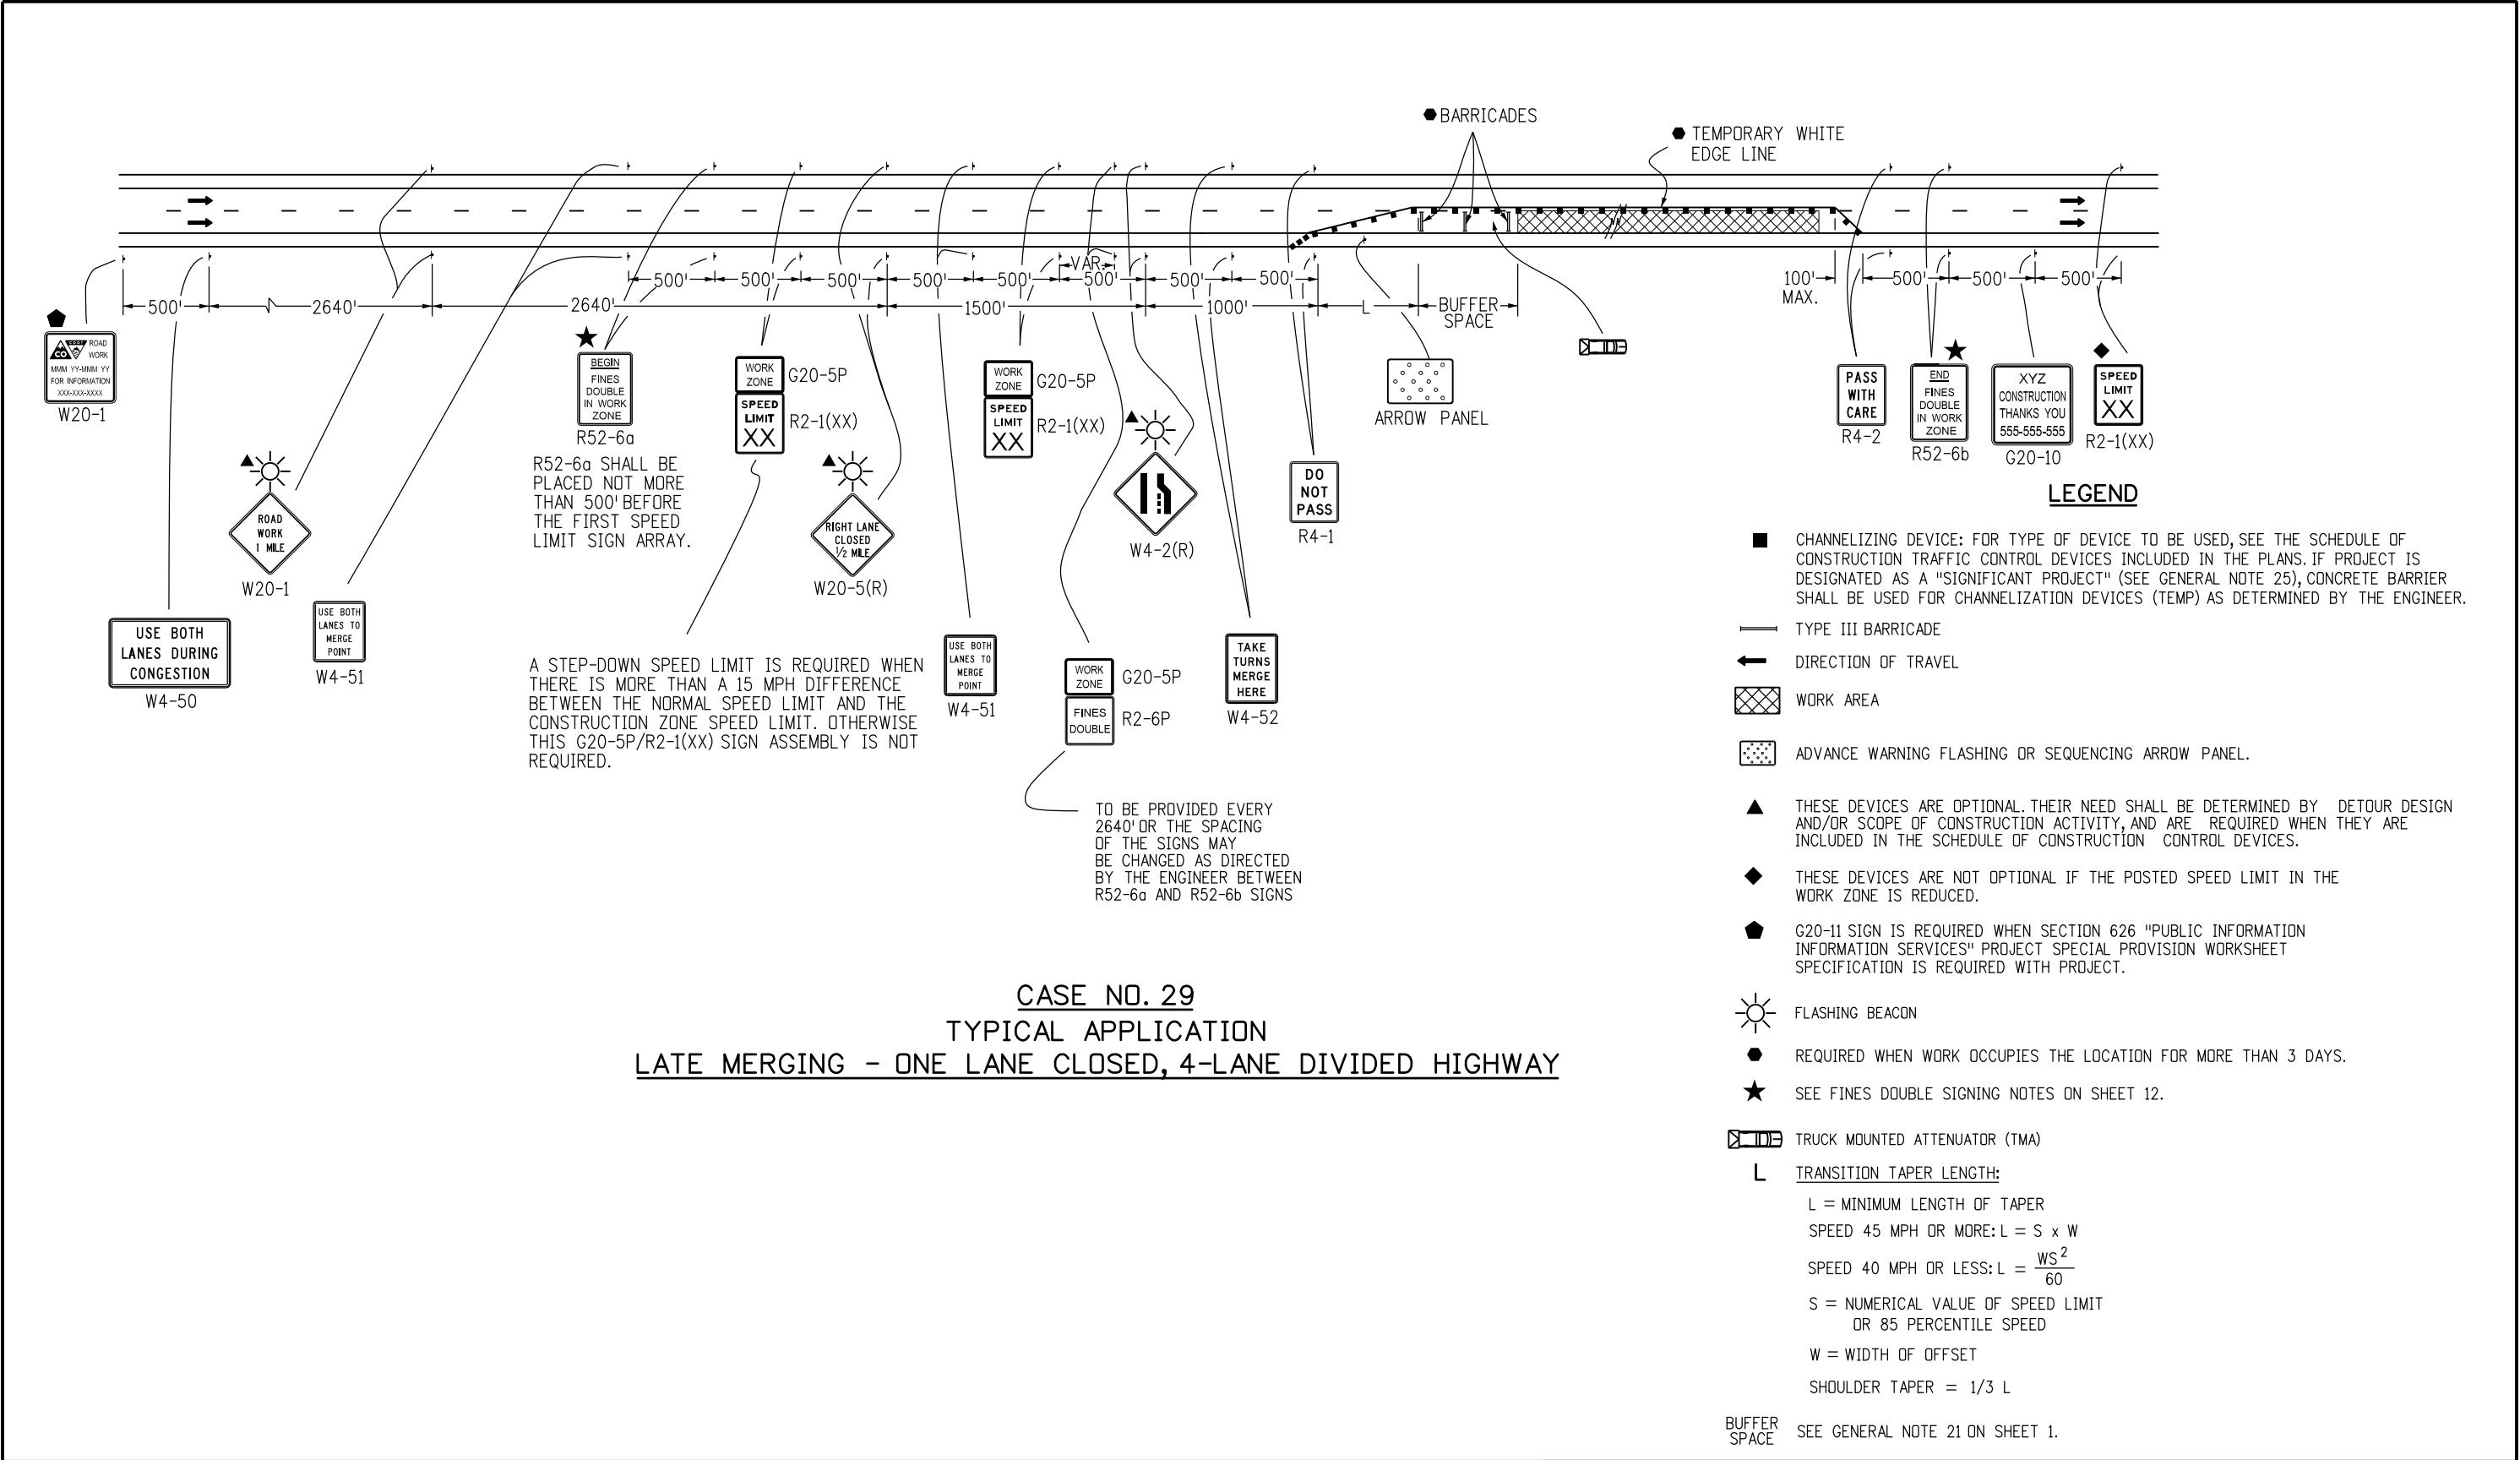 BARRICADES
TEMPORARY WHITE
EDGE LINE
VAR.
500'
500'
500'
500'
500'
500'
500'
500'
100'
MAX.
500'
500'
500'
500'
2640'
2640'
1500'
1000'
L
BUFFER
SPACE
CO
CDOT
ROAD
WORK
MMM YY-MMM YY
FOR INFORMATION
XXX-XXX-XXXX
W20-1
BEGIN
FINES
DOUBLE
IN WORK
ZONE
R52-6a
R52-6a SHALL BE
PLACED NOT MORE
THAN 500' BEFORE
THE FIRST SPEED
LIMIT SIGN ARRAY.
WORK
ZONE
G20-5P
SPEED
LIMIT
XX
R2-1(XX)
WORK
ZONE
G20-5P
SPEED
LIMIT
XX
R2-1(XX)
ARROW PANEL
PASS
WITH
CARE
R4-2
END
FINES
DOUBLE
IN WORK
ZONE
R52-6b
XYZ
CONSTRUCTION
THANKS YOU
555-555-555
G20-10
SPEED
LIMIT
XX
R2-1(XX)
ROAD
WORK
1 MILE
W20-1
RIGHT LANE
CLOSED
1/2 MILE
W20-5(R)
W4-2(R)
DO
NOT
PASS
R4-1
USE BOTH
LANES DURING
CONGESTION
W4-50
USE BOTH
LANES TO
MERGE
POINT
W4-51
A STEP-DOWN SPEED LIMIT IS REQUIRED WHEN
THERE IS MORE THAN A 15 MPH DIFFERENCE
BETWEEN THE NORMAL SPEED LIMIT AND THE
CONSTRUCTION ZONE SPEED LIMIT. OTHERWISE
THIS G20-5P/R2-1(XX) SIGN ASSEMBLY IS NOT
REQUIRED.
USE BOTH
LANES TO
MERGE
POINT
W4-51
WORK
ZONE
G20-5P
FINES
DOUBLE
R2-6P
TAKE
TURNS
MERGE
HERE
W4-52
TO BE PROVIDED EVERY
2640' OR THE SPACING
OF THE SIGNS MAY
BE CHANGED AS DIRECTED
BY THE ENGINEER BETWEEN
R52-6a AND R52-6b SIGNS
CASE NO. 29
TYPICAL APPLICATION
LATE MERGING - ONE LANE CLOSED, 4-LANE DIVIDED HIGHWAY
LEGEND
CHANNELIZING DEVICE: FOR TYPE OF DEVICE TO BE USED, SEE THE SCHEDULE OF
CONSTRUCTION TRAFFIC CONTROL DEVICES INCLUDED IN THE PLANS. IF PROJECT IS
DESIGNATED AS A "SIGNIFICANT PROJECT" (SEE GENERAL NOTE 25), CONCRETE BARRIER
SHALL BE USED FOR CHANNELIZATION DEVICES (TEMP) AS DETERMINED BY THE ENGINEER.
TYPE III BARRICADE
DIRECTION OF TRAVEL
WORK AREA
ADVANCE WARNING FLASHING OR SEQUENCING ARROW PANEL.
THESE DEVICES ARE OPTIONAL. THEIR NEED SHALL BE DETERMINED BY DETOUR DESIGN
AND/OR SCOPE OF CONSTRUCTION ACTIVITY, AND ARE REQUIRED WHEN THEY ARE
INCLUDED IN THE SCHEDULE OF CONSTRUCTION CONTROL DEVICES.
THESE DEVICES ARE NOT OPTIONAL IF THE POSTED SPEED LIMIT IN THE
WORK ZONE IS REDUCED.
G20-11 SIGN IS REQUIRED WHEN SECTION 626 "PUBLIC INFORMATION
INFORMATION SERVICES" PROJECT SPECIAL PROVISION WORKSHEET
SPECIFICATION IS REQUIRED WITH PROJECT.
FLASHING BEACON
REQUIRED WHEN WORK OCCUPIES THE LOCATION FOR MORE THAN 3 DAYS.
SEE FINES DOUBLE SIGNING NOTES ON SHEET 12.
TRUCK MOUNTED ATTENUATOR (TMA)
L TRANSITION TAPER LENGTH:
L = MINIMUM LENGTH OF TAPER
SPEED 45 MPH OR MORE: L = S x W
SPEED 40 MPH OR LESS: L = WS²/60
S = NUMERICAL VALUE OF SPEED LIMIT
OR 85 PERCENTILE SPEED
W = WIDTH OF OFFSET
SHOULDER TAPER = 1/3 L
BUFFER
SPACE
SEE GENERAL NOTE 21 ON SHEET 1.